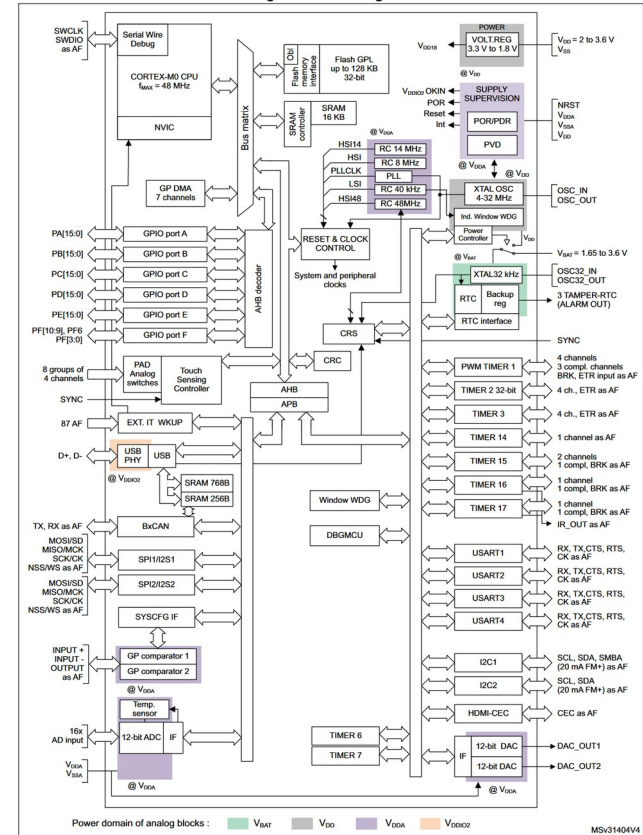 SWCLK
SWDIO
as AF
Serial Wire
Debug
CORTEX-M0 CPU
fMAX = 48 MHz
NVIC
Bus matrix
Obl
Flash
memory
interface
Flash GPL
up to 128 KB
32-bit
SRAM
controller
SRAM
16 KB
POWER
VOLT.REG
3.3 V to 1.8 V
VDD18
VDD = 2 to 3.6 V
VSS
@ VDD
VDDIO2 OKIN
POR
Reset
Int
SUPPLY
SUPERVISION
POR/PDR
PVD
NRST
VDDA
VSSA
VDD
@ VDDA
@ VDD
@ VDDA
HSI14
HSI
PLLCLK
LSI
HSI48
RC 14 MHz
RC 8 MHz
PLL
RC 40 kHz
RC 48MHz
XTAL OSC
4-32 MHz
OSC_IN
OSC_OUT
Ind. Window WDG
Power
Controller
VDD
VBAT = 1.65 to 3.6 V
@ VBAT
XTAL32 kHz
OSC32_IN
OSC32_OUT
RTC
Backup
reg
RTC interface
3 TAMPER-RTC
(ALARM OUT)
GP DMA
7 channels
RESET & CLOCK
CONTROL
System and peripheral
clocks
PA[15:0]
GPIO port A
PB[15:0]
GPIO port B
PC[15:0]
GPIO port C
PD[15:0]
GPIO port D
PE[15:0]
GPIO port E
PF[10:9], PF6
PF[3:0]
GPIO port F
AHB decoder
CRS
SYNC
CRC
8 groups of
4 channels
PAD
Analog
switches
Touch
Sensing
Controller
SYNC
AHB
APB
87 AF
EXT. IT WKUP
D+, D-
USB
PHY
USB
@ VDDIO2
SRAM 768B
SRAM 256B
TX, RX as AF
BxCAN
MOSI/SD
MISO/MCK
SCK/CK
NSS/WS as AF
SPI1/I2S1
MOSI/SD
MISO/MCK
SCK/CK
NSS/WS as AF
SPI2/I2S2
SYSCFG IF
INPUT +
INPUT -
OUTPUT
as AF
GP comparator 1
GP comparator 2
@ VDDA
Temp.
sensor
16x
AD input
12-bit ADC
IF
VDDA
VSSA
@ VDDA
Window WDG
DBGMCU
PWM TIMER 1
4 channels
3 compl. channels
BRK, ETR input as AF
TIMER 2 32-bit
4 ch., ETR as AF
TIMER 3
4 ch., ETR as AF
TIMER 14
1 channel as AF
TIMER 15
2 channels
1 compl, BRK as AF
TIMER 16
1 channel
1 compl, BRK as AF
TIMER 17
1 channel
1 compl, BRK as AF
IR_OUT as AF
USART1
RX, TX,CTS, RTS,
CK as AF
USART2
RX, TX,CTS, RTS,
CK as AF
USART3
RX, TX,CTS, RTS,
CK as AF
USART4
RX, TX,CTS, RTS,
CK as AF
I2C1
SCL, SDA, SMBA
(20 mA FM+) as AF
I2C2
SCL, SDA
(20 mA FM+) as AF
HDMI-CEC
CEC as AF
TIMER 6
TIMER 7
IF
12-bit DAC
12-bit DAC
DAC_OUT1
DAC_OUT2
@ VDDA
Power domain of analog blocks :
VBAT
VDD
VDDA
VDDIO2
MSv31404V4